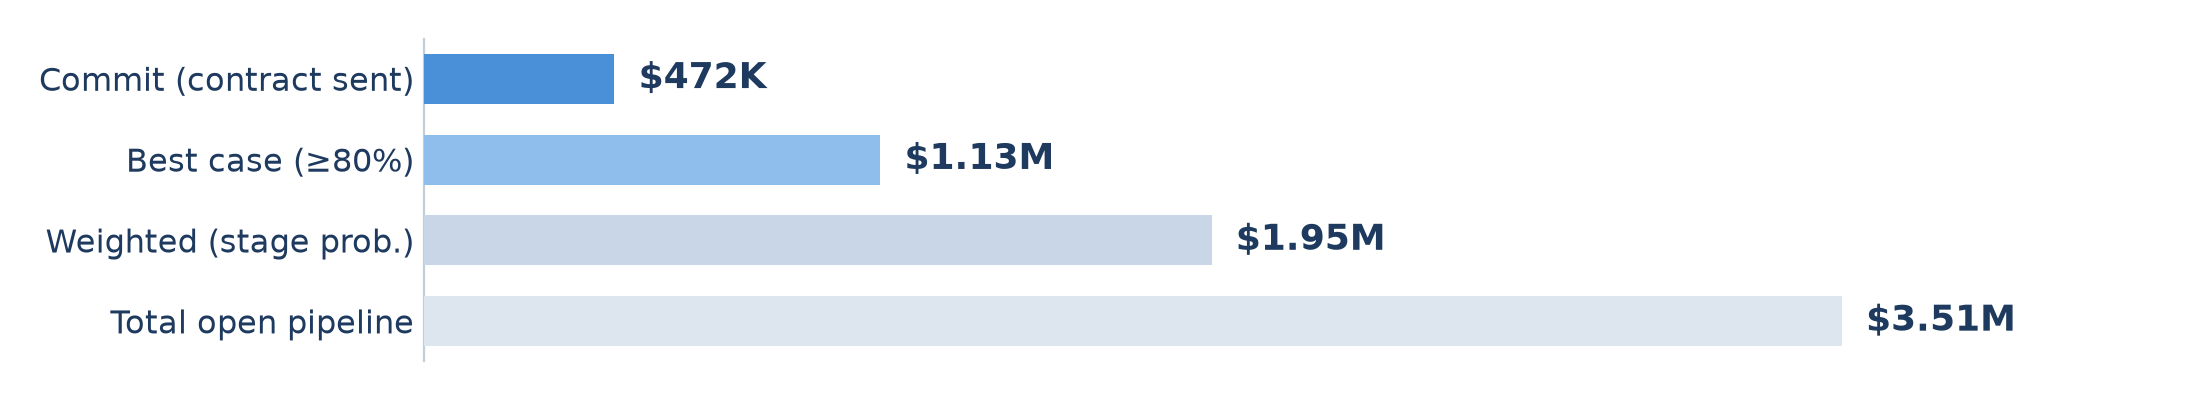 Commit (contract sent) $472K
Best case (≥80%) $1.13M
Weighted (stage prob.) $1.95M
Total open pipeline $3.51M